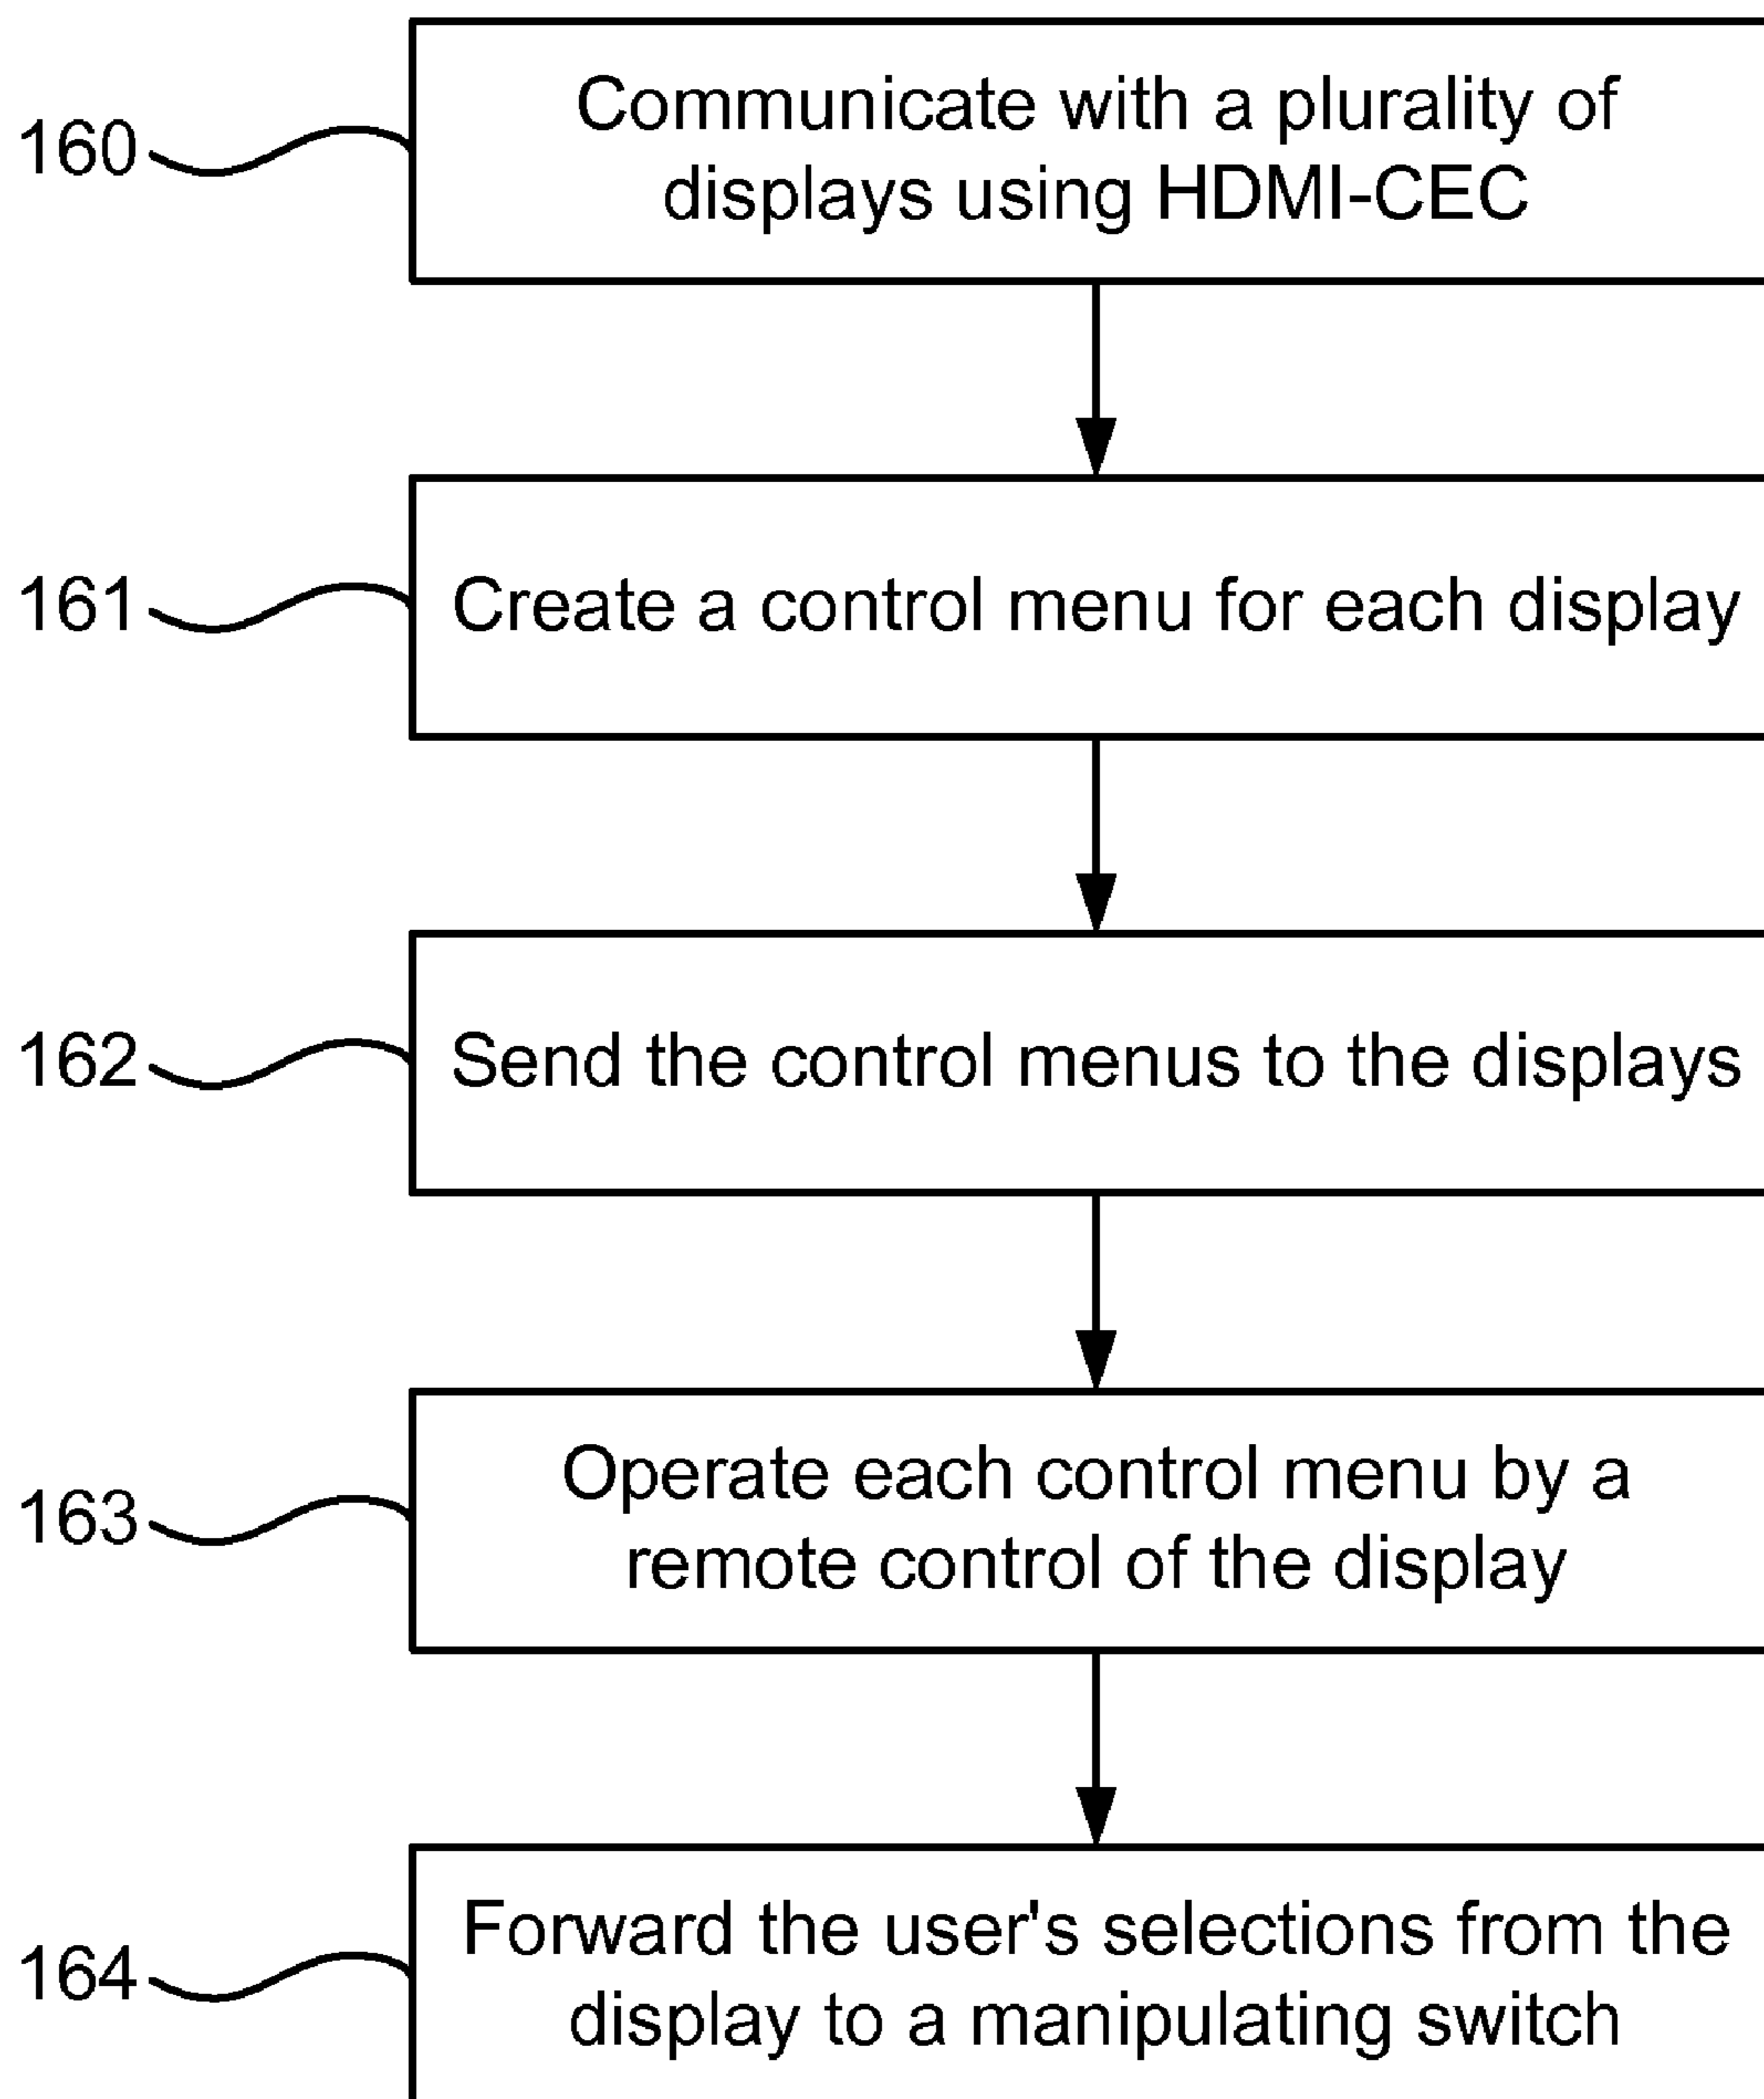 160
Communicate with a plurality of
displays using HDMI-CEC
161
Create a control menu for each display
162
Send the control menus to the displays
163
Operate each control menu by a
remote control of the display
164
Forward the user's selections from the
display to a manipulating switch